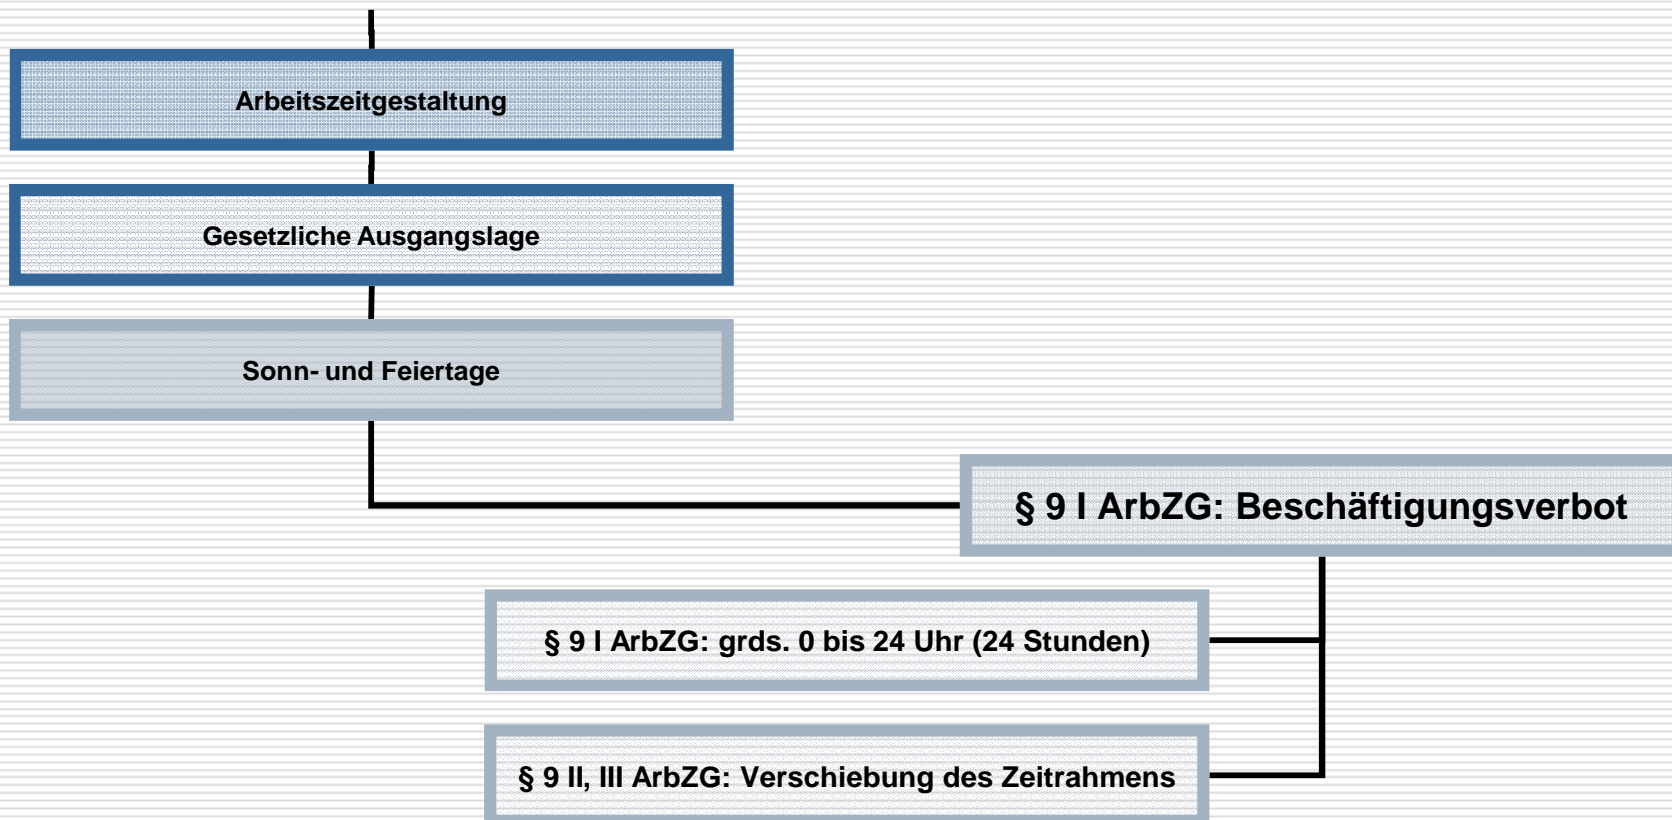 Arbeitszeitgestaltung
Gesetzliche Ausgangslage
Sonn- und Feiertage
§ 9 I ArbZG: Beschäftigungsverbot
§ 9 I ArbZG: grds. 0 bis 24 Uhr (24 Stunden)
§ 9 II, III ArbZG: Verschiebung des Zeitrahmens